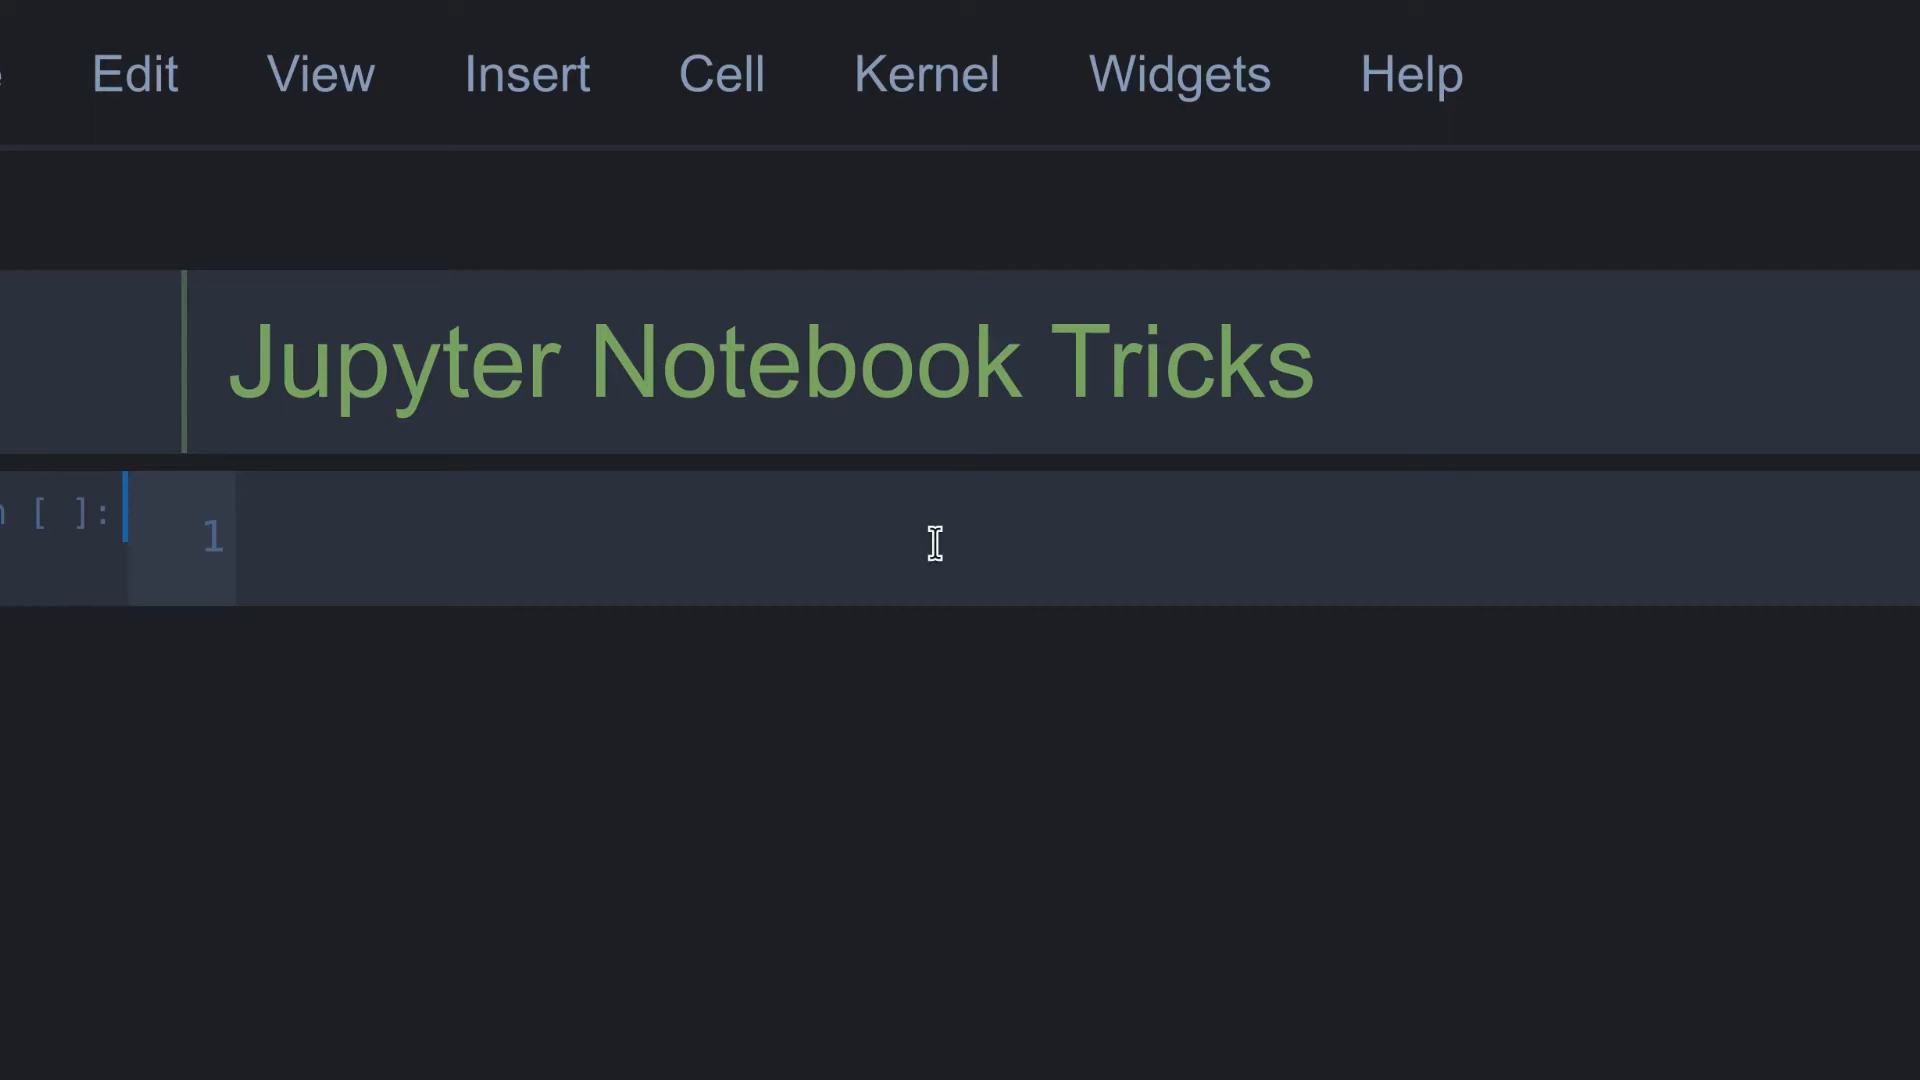 Edit View Insert Cell Kernel Widgets Help
Jupyter Notebook Tricks
[ ]:
1